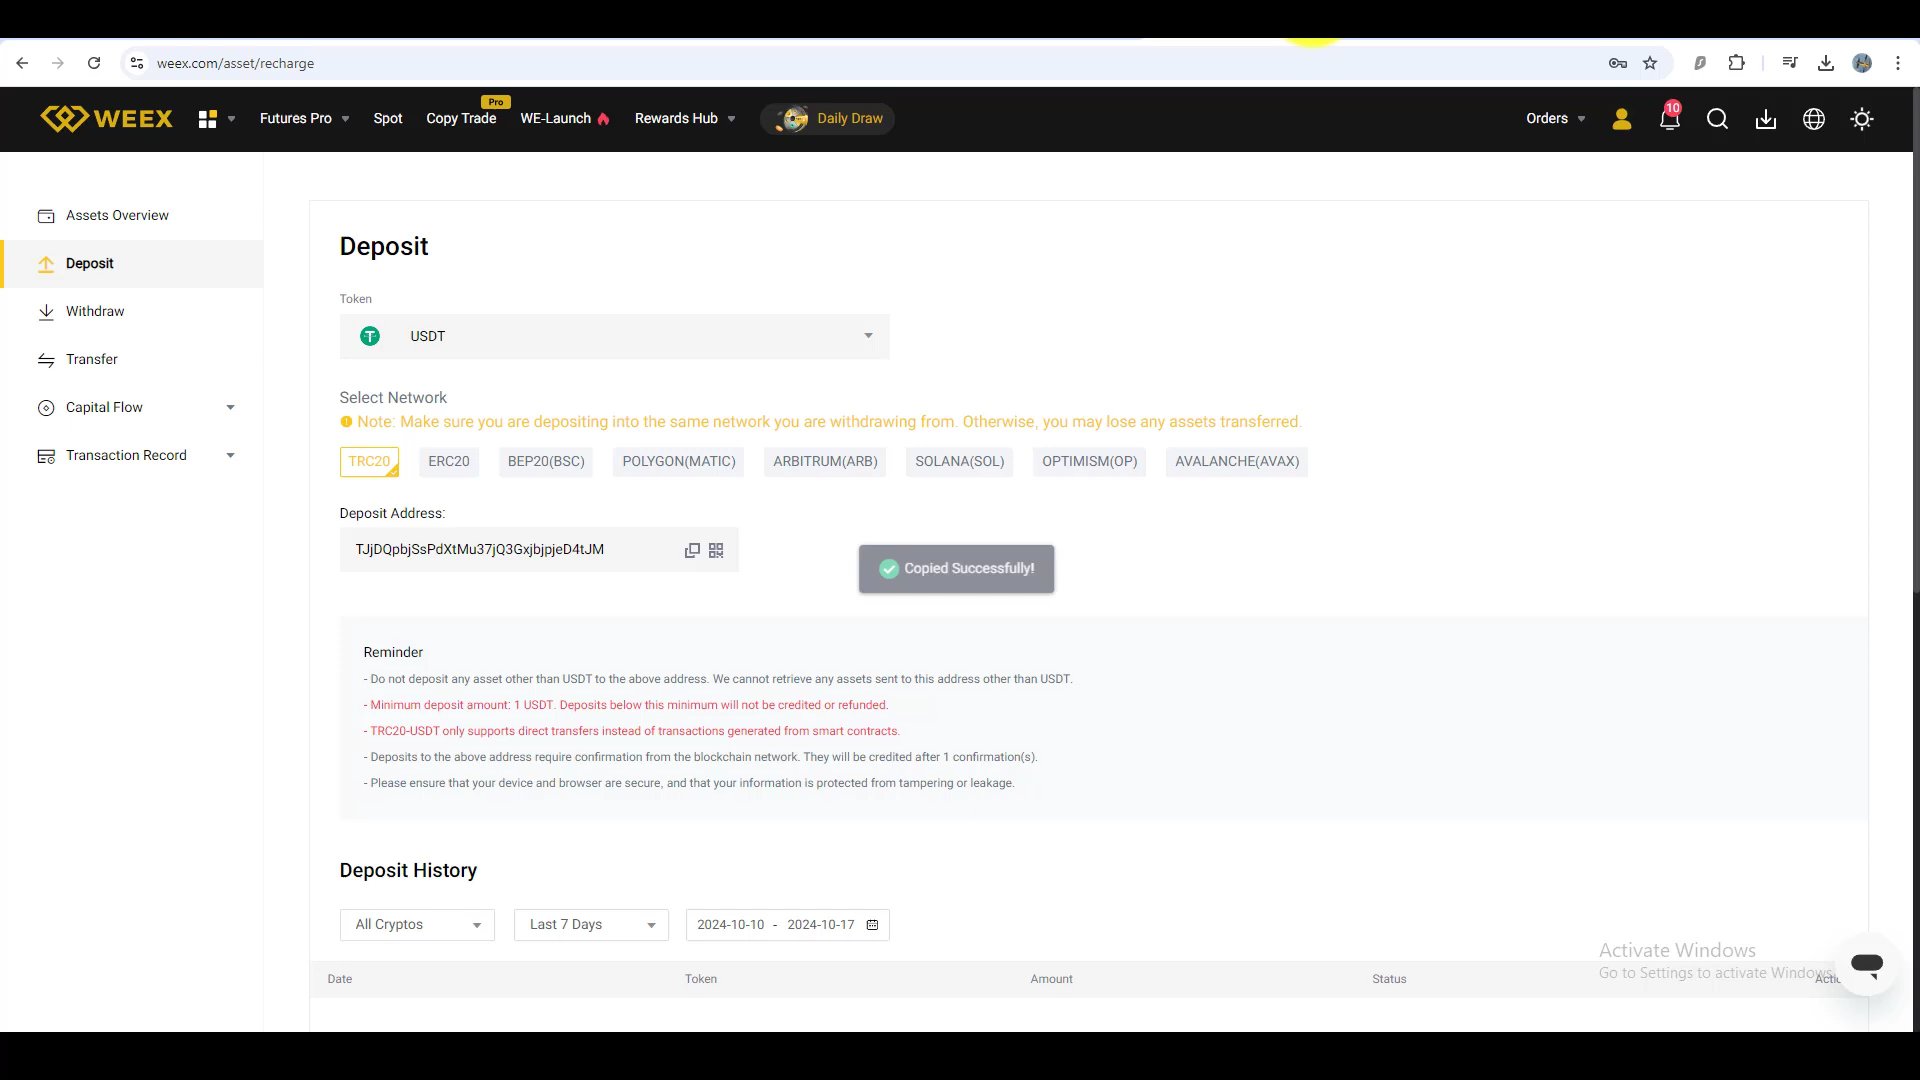 weex.com/asset/recharge
WEEX
Futures Pro
Pro
Spot
Copy Trade
WE-Launch
Rewards Hub
Daily Draw
Orders
10
Assets Overview
Deposit
Withdraw
Transfer
Capital Flow
Transaction Record
Deposit
Token
USDT
Select Network
Note: Make sure you are depositing into the same network you are withdrawing from. Otherwise, you may lose any assets transferred.
TRC20 ERC20 BEP20(BSC) POLYGON(MATIC) ARBITRUM(ARB) SOLANA(SOL) OPTIMISM(OP) AVALANCHE(AVAX)
Deposit Address:
TJjDQpbjSsPdXtMu37jQ3GxjbjpjeD4tJM
Copied Successfully!
Reminder
- Do not deposit any asset other than USDT to the above address. We cannot retrieve any assets sent to this address other than USDT.
- Minimum deposit amount: 1 USDT. Deposits below this minimum will not be credited or refunded.
- TRC20-USDT only supports direct transfers instead of transactions generated from smart contracts.
- Deposits to the above address require confirmation from the blockchain network. They will be credited after 1 confirmation(s).
- Please ensure that your device and browser are secure, and that your information is protected from tampering or leakage.
Deposit History
All Cryptos Last 7 Days 2024-10-10 - 2024-10-17
Activate Windows
Go to Settings to activate Windows.
Date Token Amount Status